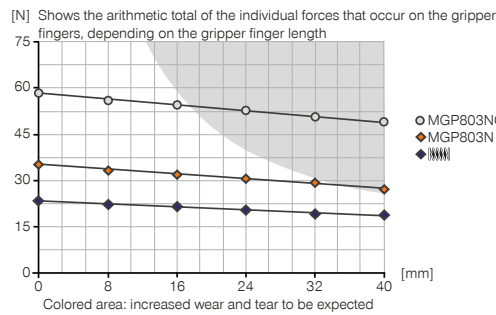 [N] Shows the arithmetic total of the individual forces that occur on the gripper
fingers, depending on the gripper finger length
75
60
45
30
15
0
0 8 16 24 32 40
[mm]
MGP803N
Colored area: increased wear and tear to be expected